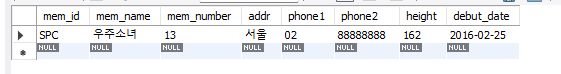 mem_id mem_name mem_number addr phone1 phone2 height debut_date
SPC 우주소녀 13 서울 02 88888888 162 2016-02-25
NULL NULL NULL NULL NULL NULL NULL NULL